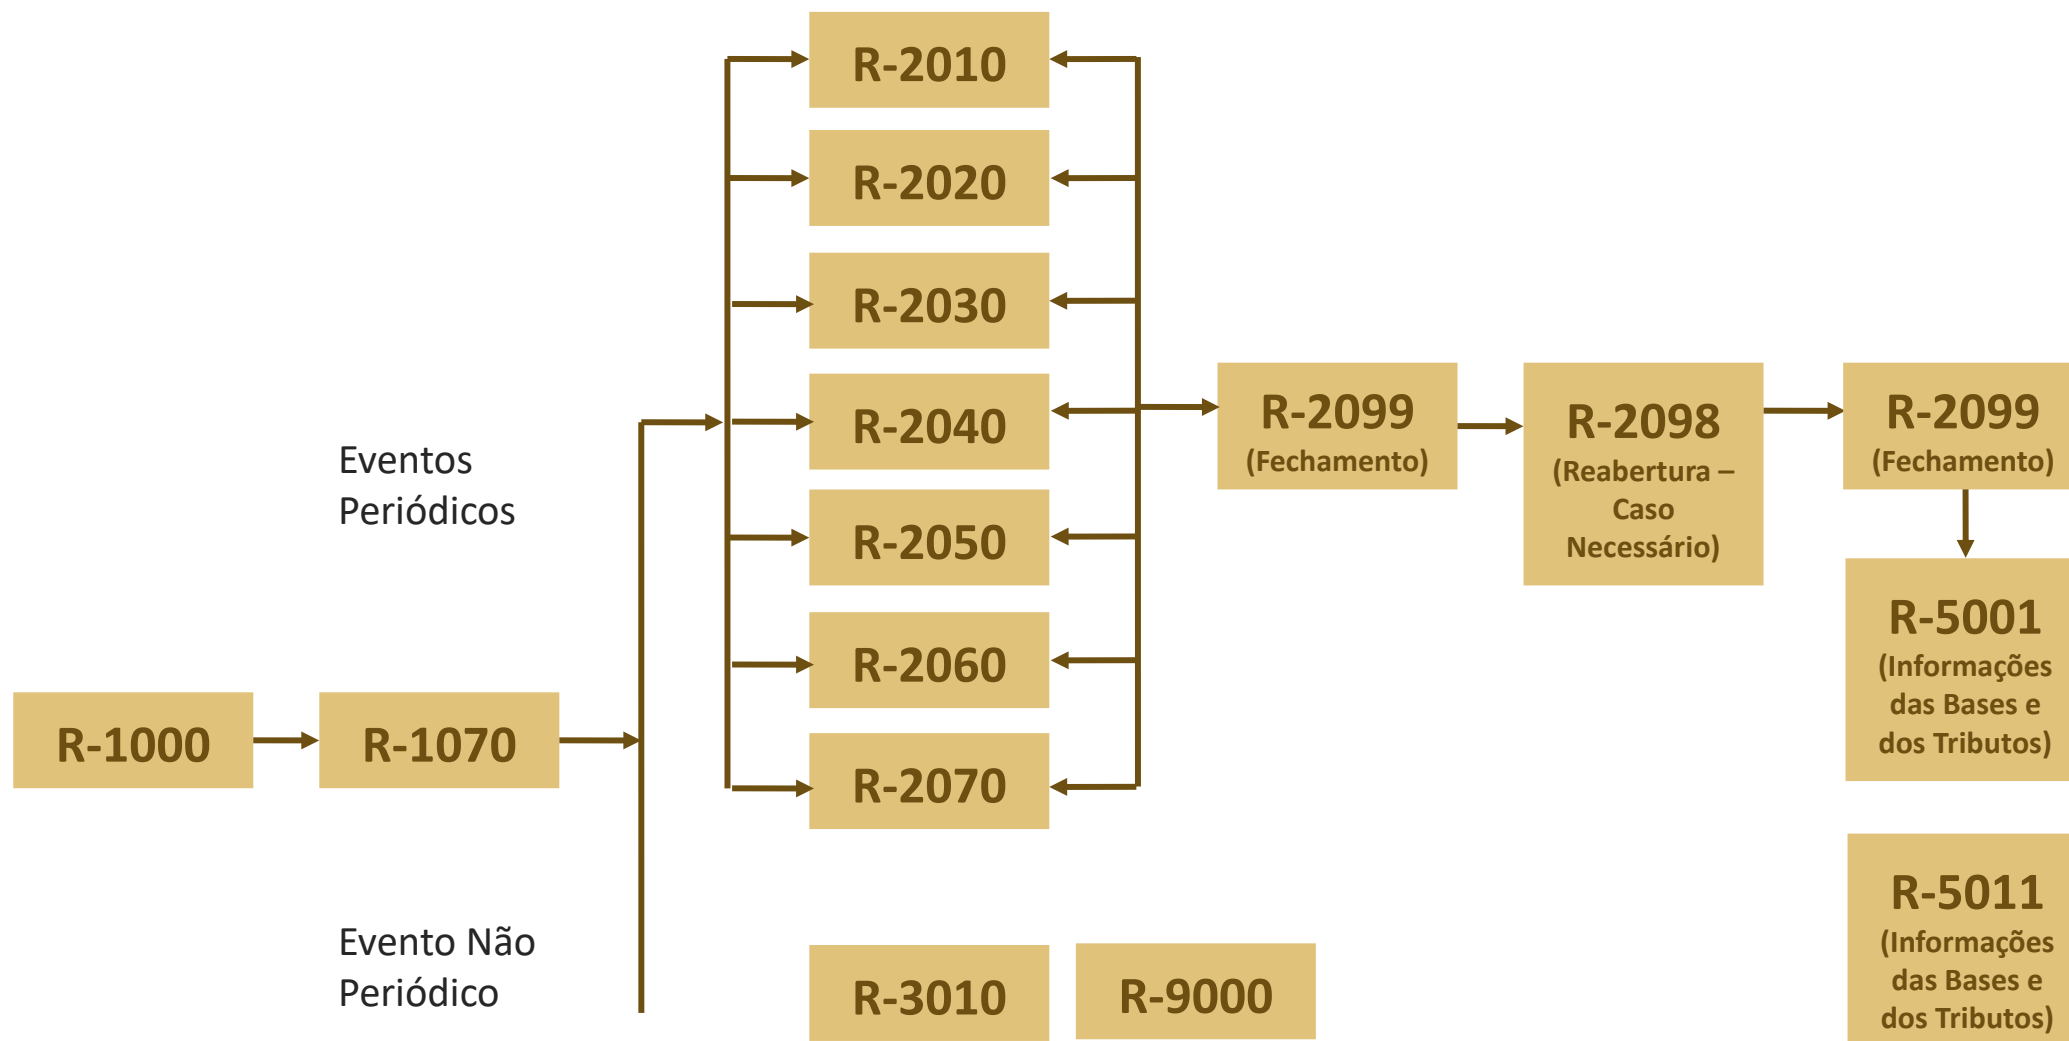 R-2010
R-2020
R-2030
R-2040
R-2050
R-2060
R-2070
Eventos
Periódicos
R-1000
R-1070
Evento Não
Periódico
R-3010
R-9000
R-2099
(Fechamento)
R-2098
(Reabertura –
Caso
Necessário)
R-2099
(Fechamento)
R-5001
(Informações
das Bases e
dos Tributos)
R-5011
(Informações
das Bases e
dos Tributos)